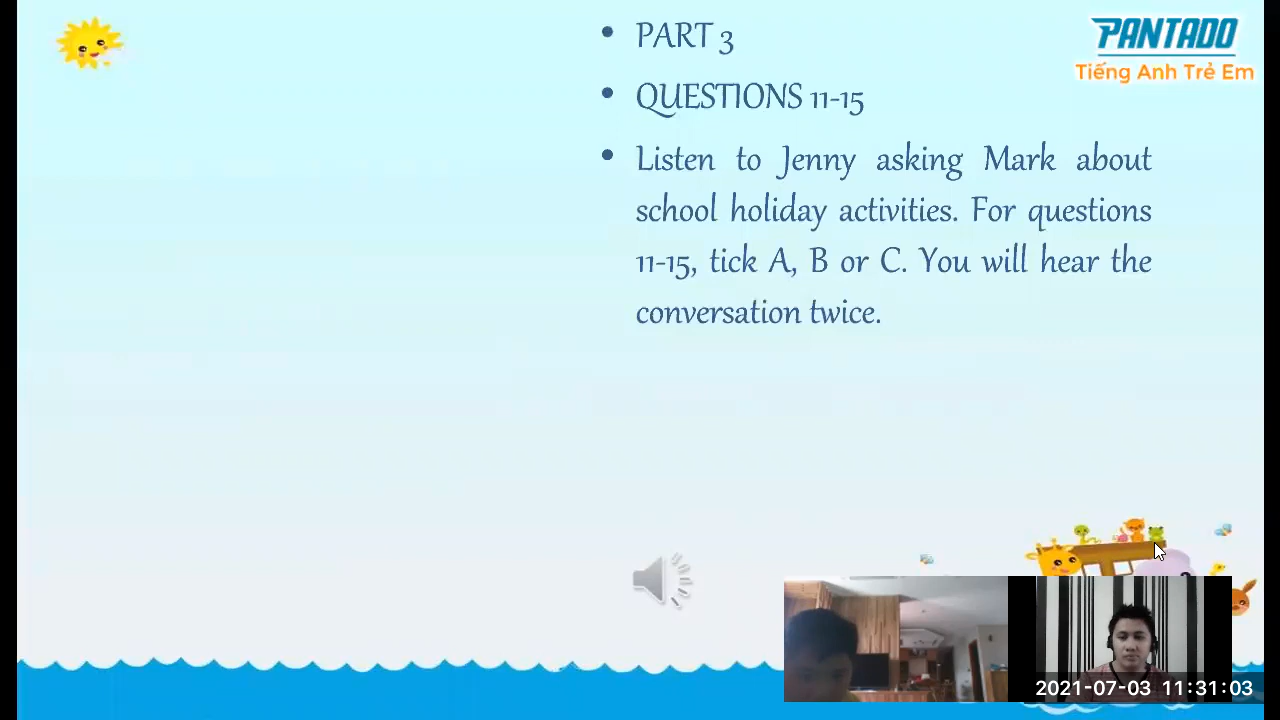 PANTADO
Tiếng Anh Trẻ Em
• PART 3
• QUESTIONS 11-15
• Listen to Jenny asking Mark about
school holiday activities. For questions
11-15, tick A, B or C. You will hear the
conversation twice.
2021-07-03 11:31:03